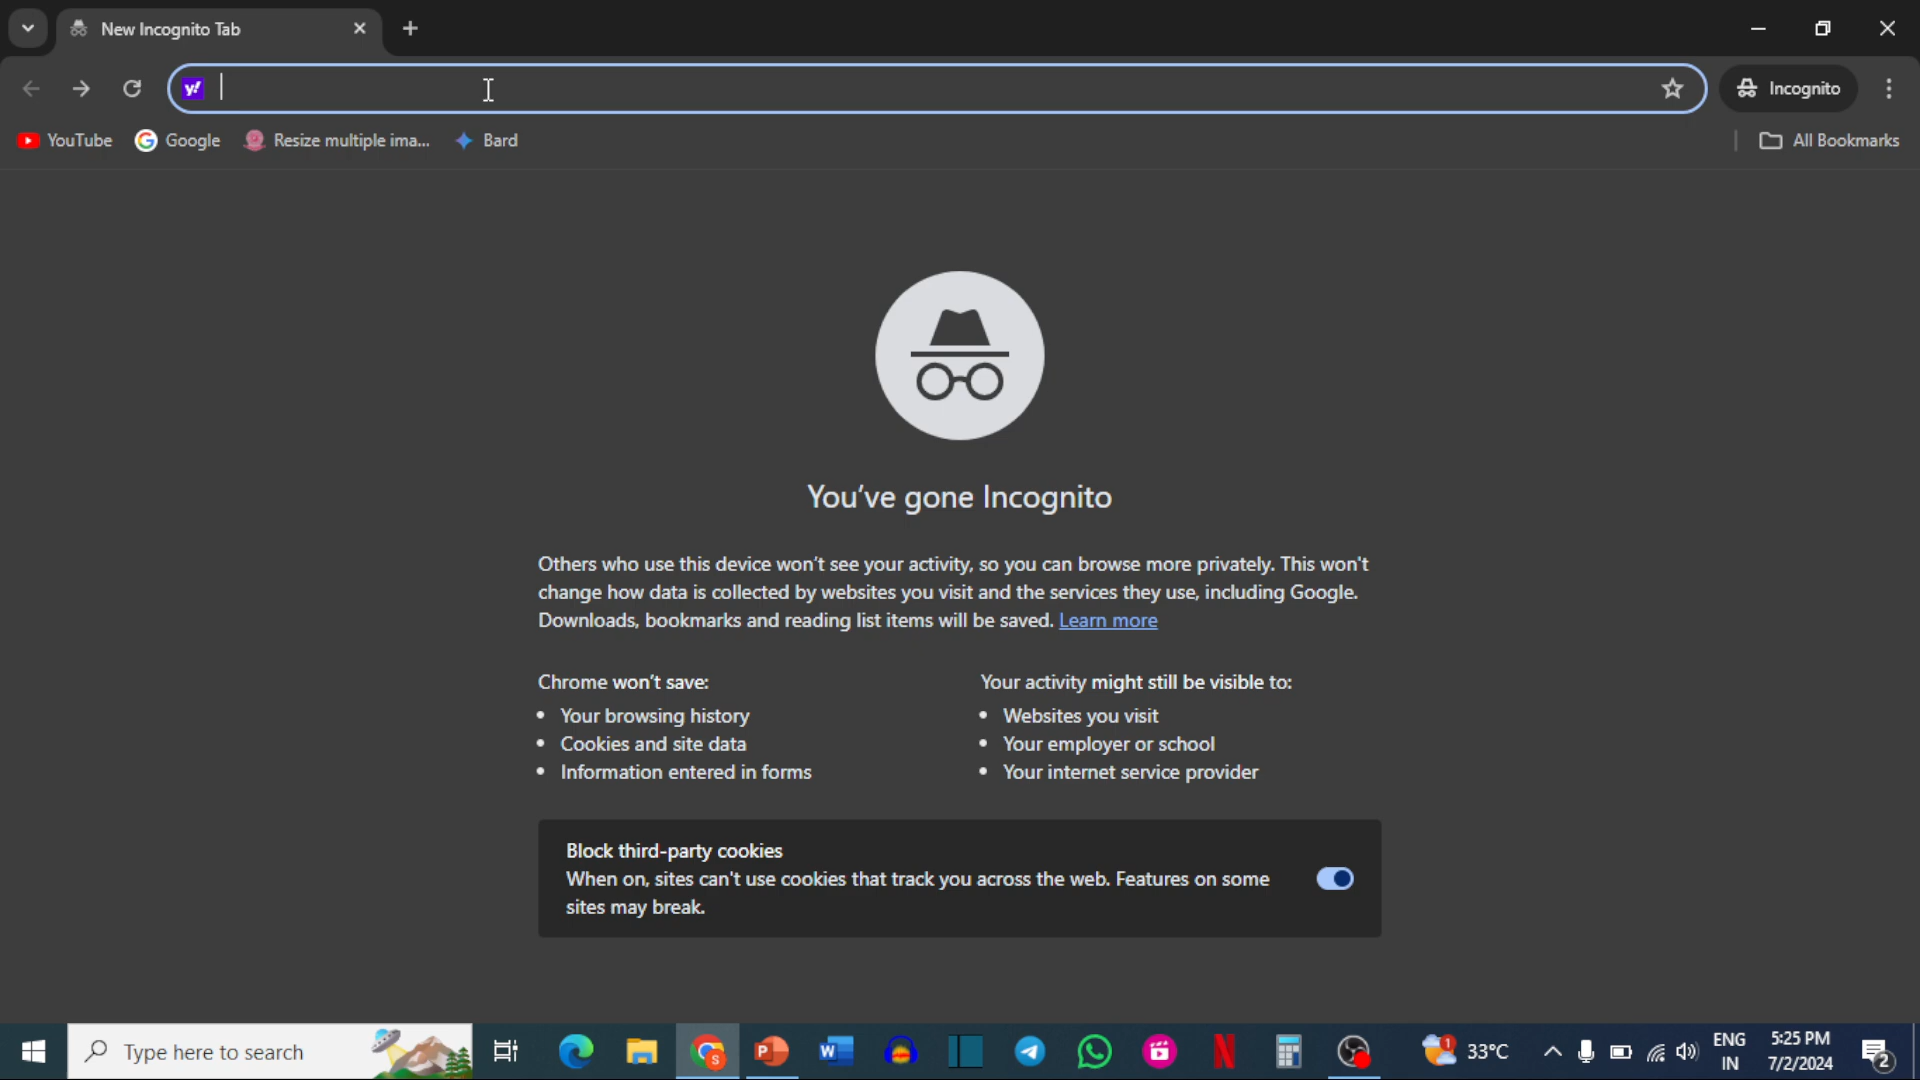 New Incognito Tab
y!
Incognito
YouTube
Google
Resize multiple ima...
Bard
All Bookmarks
You've gone Incognito
Others who use this device won't see your activity, so you can browse more privately. This won't
change how data is collected by websites you visit and the services they use, including Google.
Downloads, bookmarks and reading list items will be saved. Learn more
Chrome won't save:
• Your browsing history
• Cookies and site data
• Information entered in forms
Your activity might still be visible to:
• Websites you visit
• Your employer or school
• Your internet service provider
Block third-party cookies
When on, sites can't use cookies that track you across the web. Features on some
sites may break.
Type here to search
S
P
W
N
1
33°C
ENG
IN
5:25 PM
7/2/2024
2